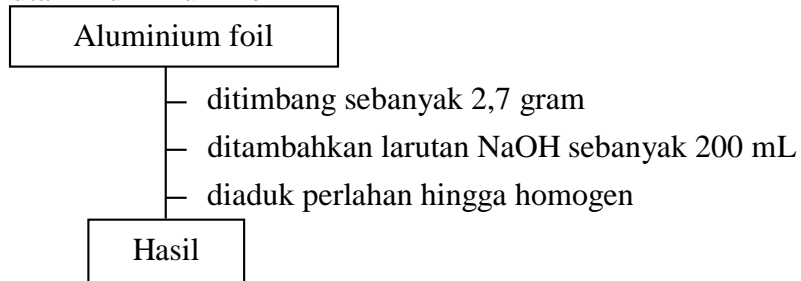 Aluminium foil
ditimbang sebanyak 2,7 gram
ditambahkan larutan NaOH sebanyak 200 mL
diaduk perlahan hingga homogen
Hasil